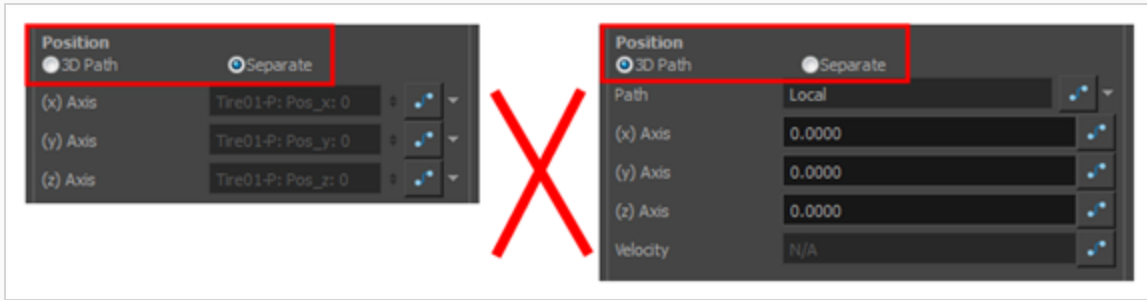 Position
3D Path Separate
(x) Axis Tire01-P: Pos_x: 0
(y) Axis Tire01-P: Pos_y: 0
(z) Axis Tire01-P: Pos_z: 0
Position
3D Path Separate
Path Local
(x) Axis 0.0000
(y) Axis 0.0000
(z) Axis 0.0000
Velocity N/A